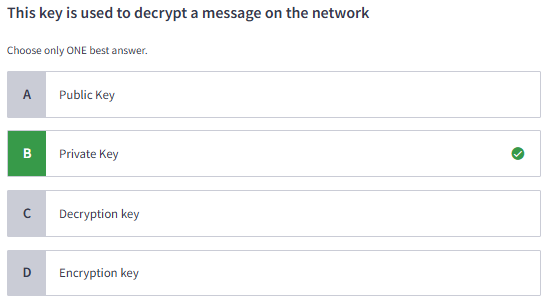 This key is used to decrypt a message on the network
Choose only ONE best answer.
A Public Key
B Private Key
C Decryption key
D Encryption key